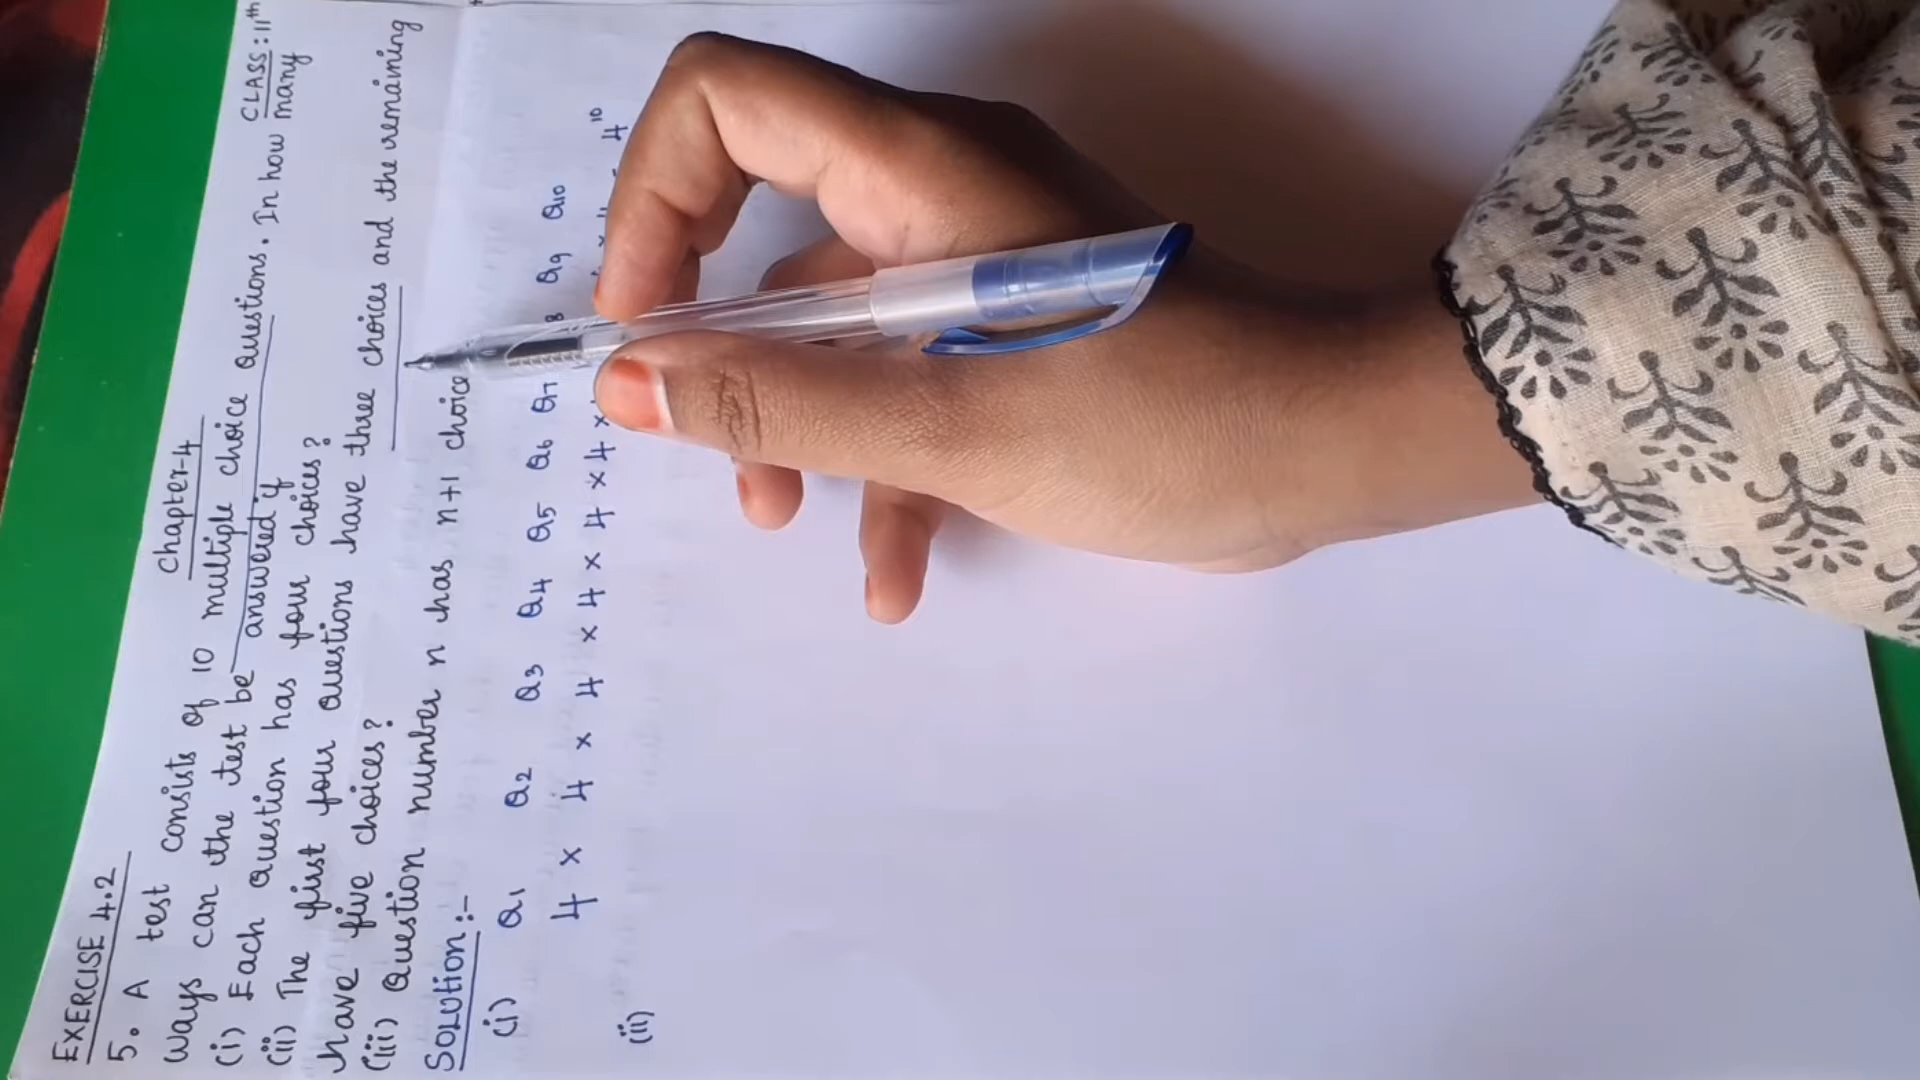 Chapter-4
CLASS: 11th
EXERCISE 4.2
5. A test consists of 10 multiple choice questions. In how many
ways can the test be answered if
(i) Each question has four choices?
(ii) The first four questions have three choices and the remaining
have five choices?
(iii) Question number n has n+1 choice
Solution:-
(i) Q1 Q2 Q3 Q4 Q5 Q6 Q7 8 Q9 Q10
4 × 4 × 4 × 4 × 4 × 4 × 4^10
(ii)